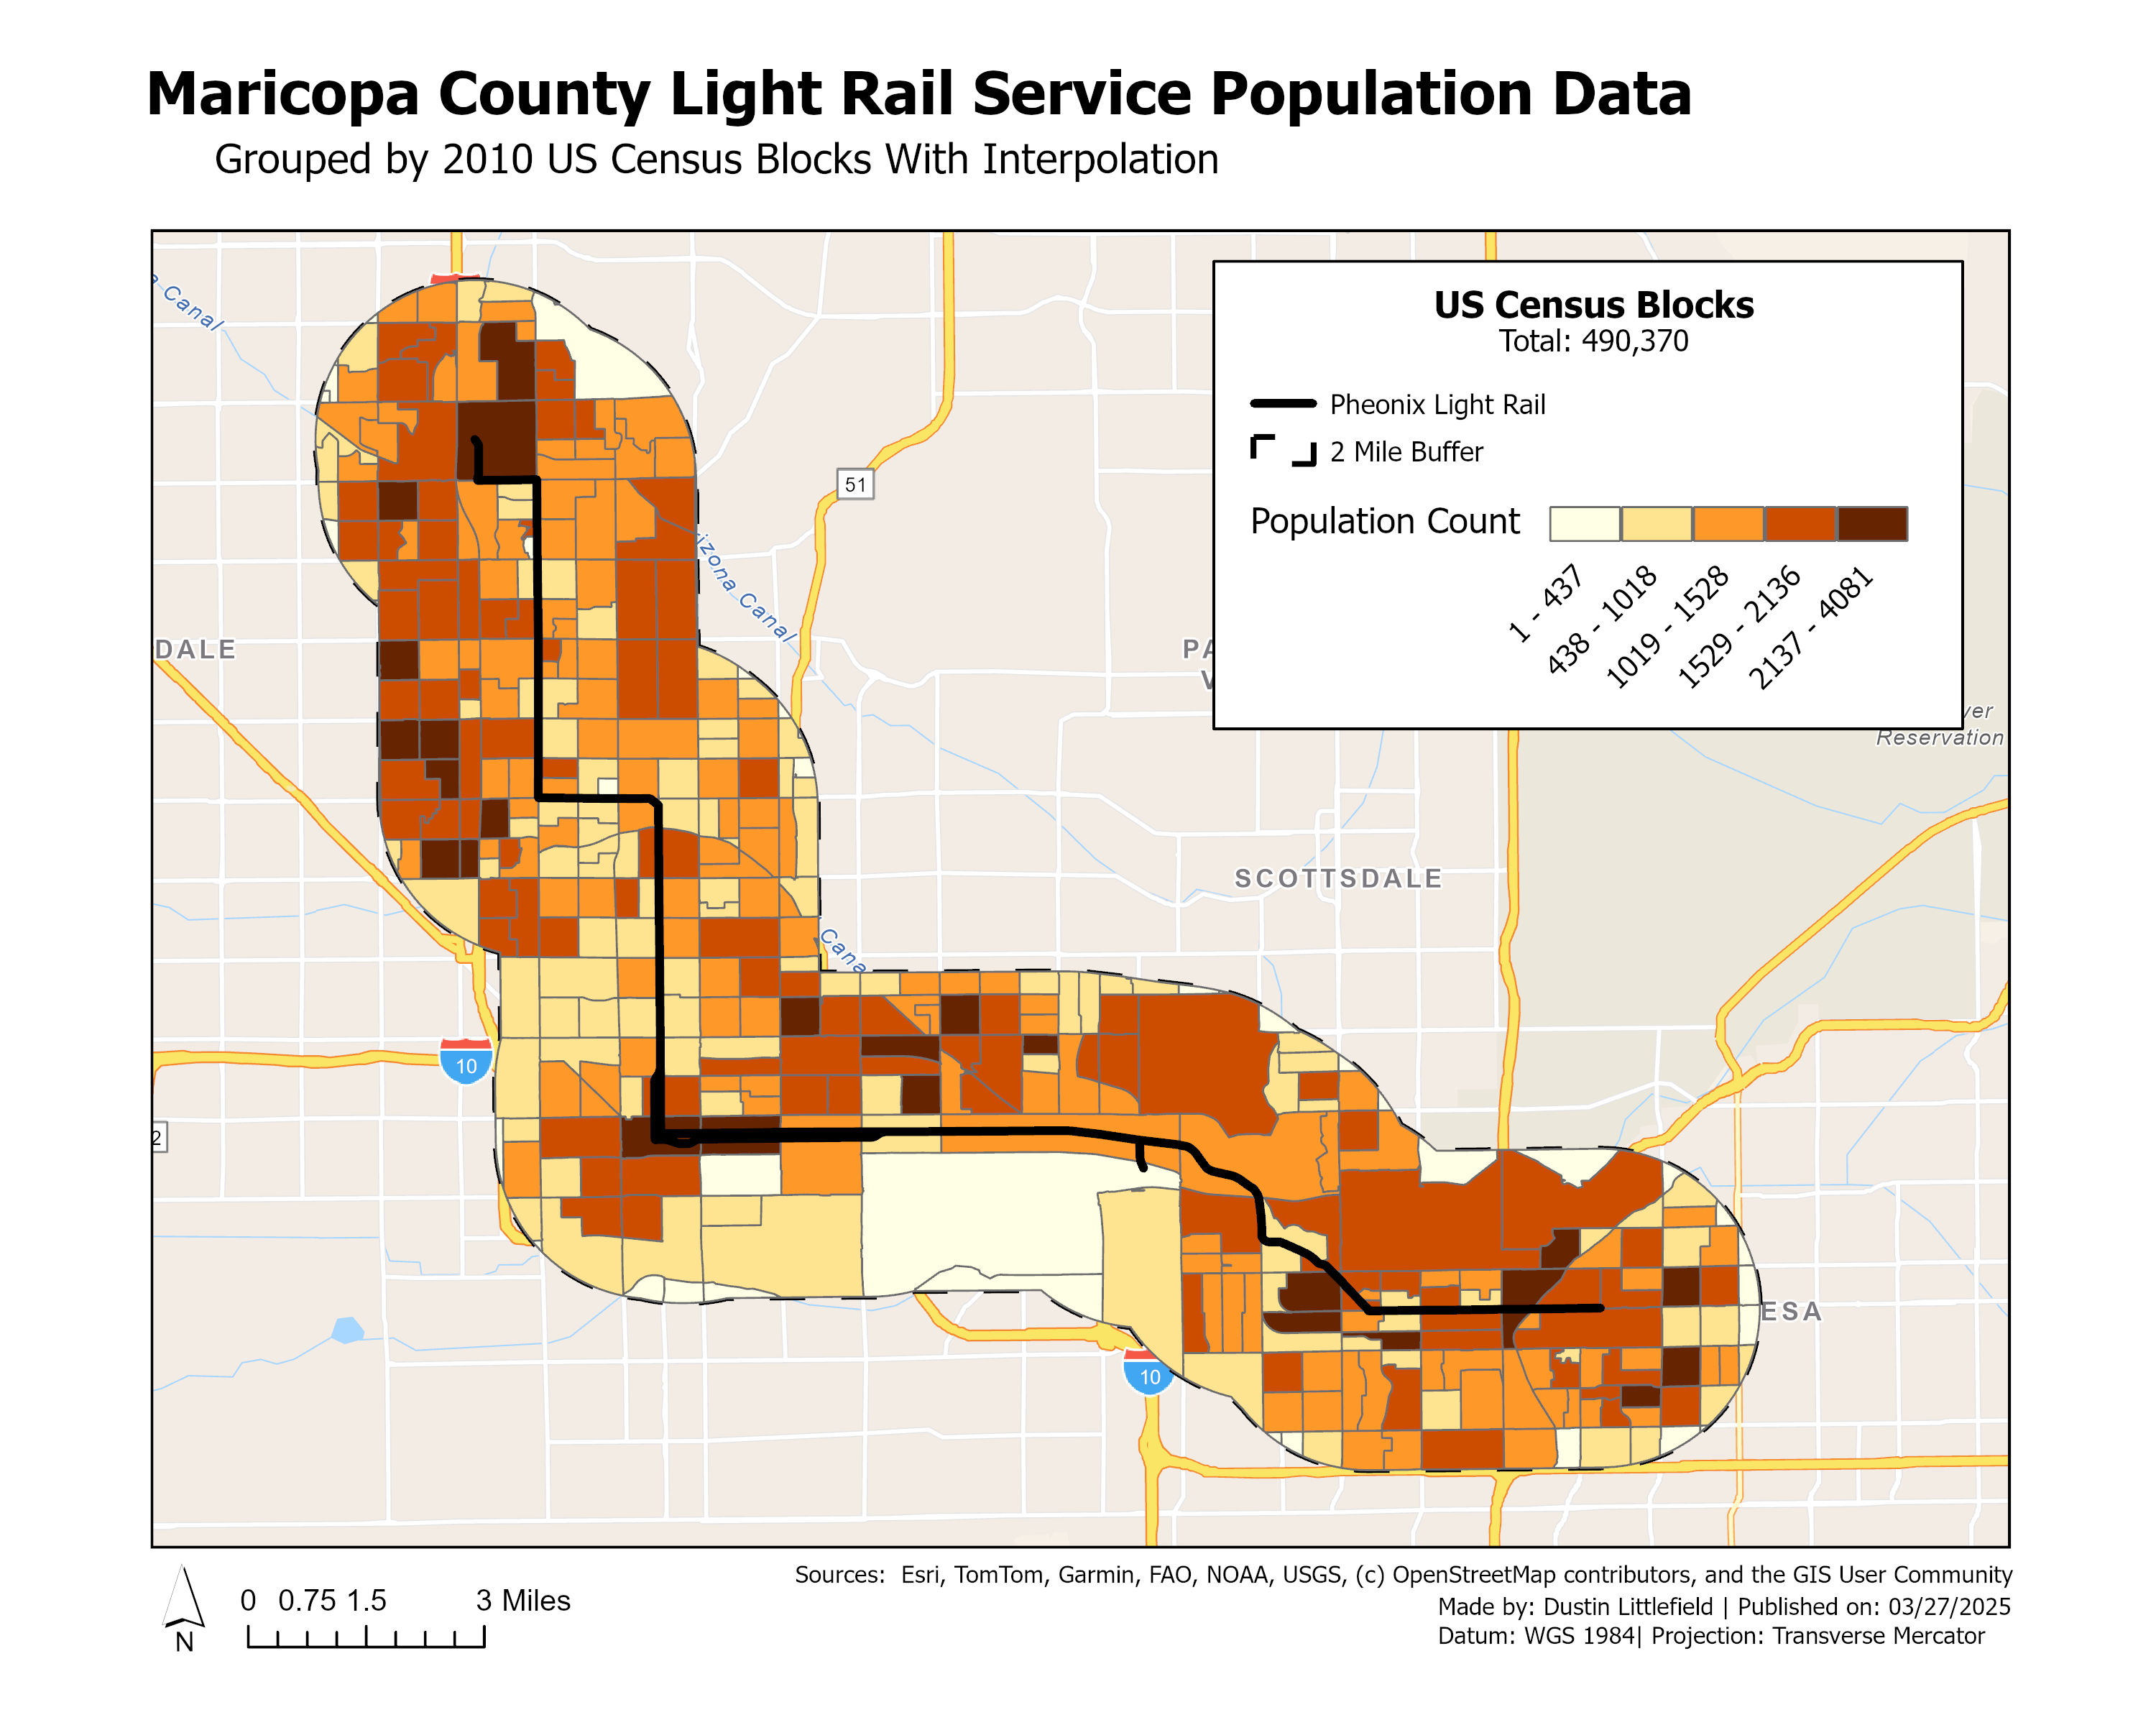 Maricopa County Light Rail Service Population Data
Grouped by 2010 US Census Blocks With Interpolation
a Canal
US Census Blocks
Total: 490,370
Pheonix Light Rail
2 Mile Buffer
Population Count
1 - 437
438 - 1018
1019 - 1528
1529 - 2136
2137 - 4081
51
izona Canal
DALE
PA
V
ver
Reservation
SCOTTSDALE
Cana
10
2
ESA
10
N
0 0.75 1.5 3 Miles
Sources: Esri, TomTom, Garmin, FAO, NOAA, USGS, (c) OpenStreetMap contributors, and the GIS User Community
Made by: Dustin Littlefield | Published on: 03/27/2025
Datum: WGS 1984| Projection: Transverse Mercator